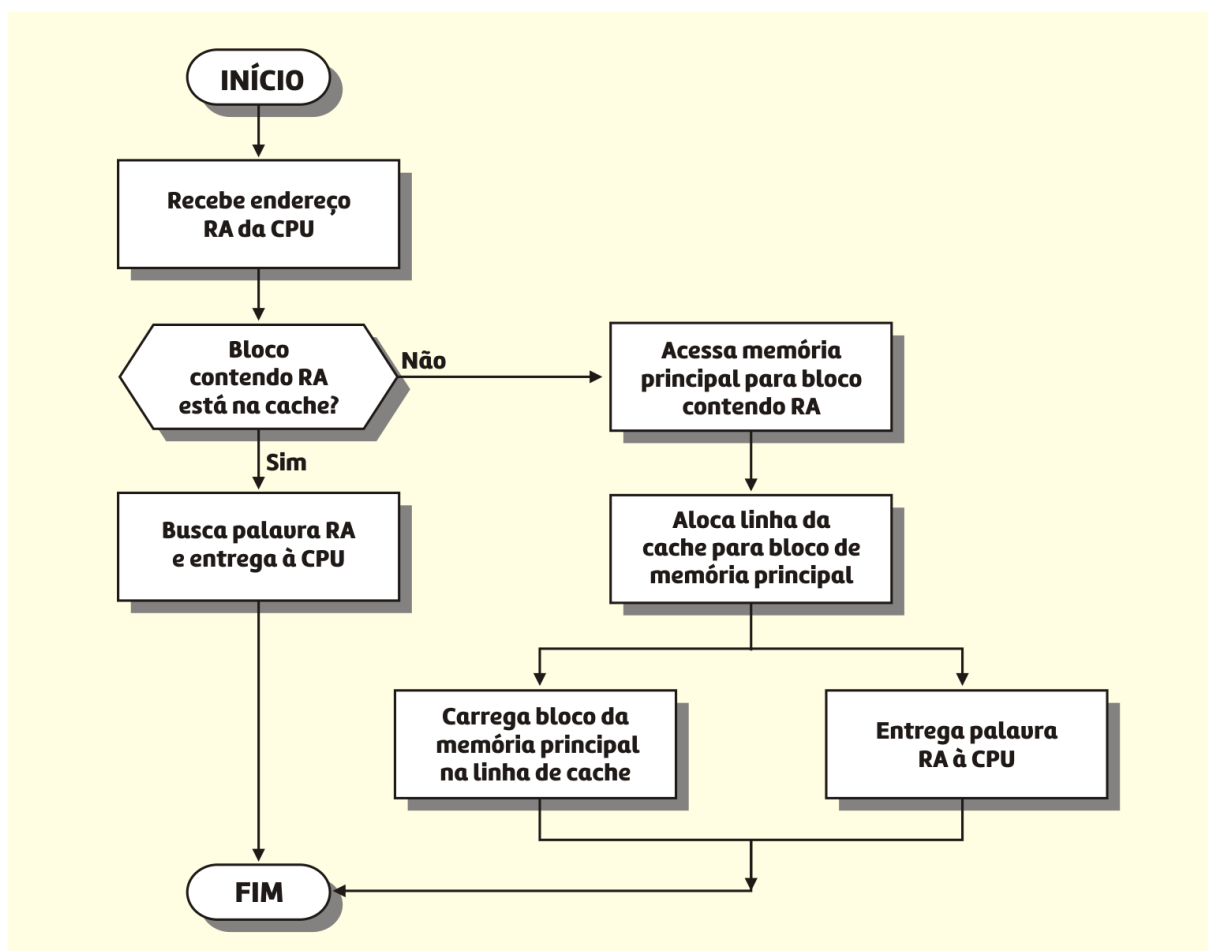 INÍCIO
Recebe endereço
RA da CPU
Bloco
contendo RA
está na cache?
Não
Sim
Acessa memória
principal para bloco
contendo RA
Busca palavra RA
e entrega à CPU
Aloca linha da
cache para bloco de
memória principal
Carrega bloco da
memória principal
na linha de cache
Entrega palavra
RA à CPU
FIM